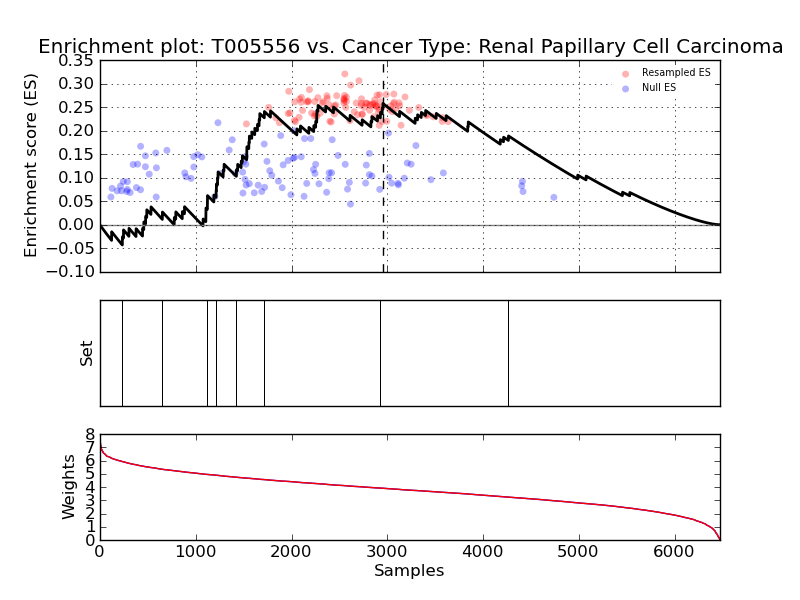 Enrichment plot: T005556 vs. Cancer Type: Renal Papillary Cell Carcinoma
Enrichment score (ES)
0.35
0.30
0.25
0.20
0.15
0.10
0.05
0.00
−0.05
−0.10
Resampled ES
Null ES
Set
Weights
8
7
6
5
4
3
2
1
0
0 1000 2000 3000 4000 5000 6000
Samples